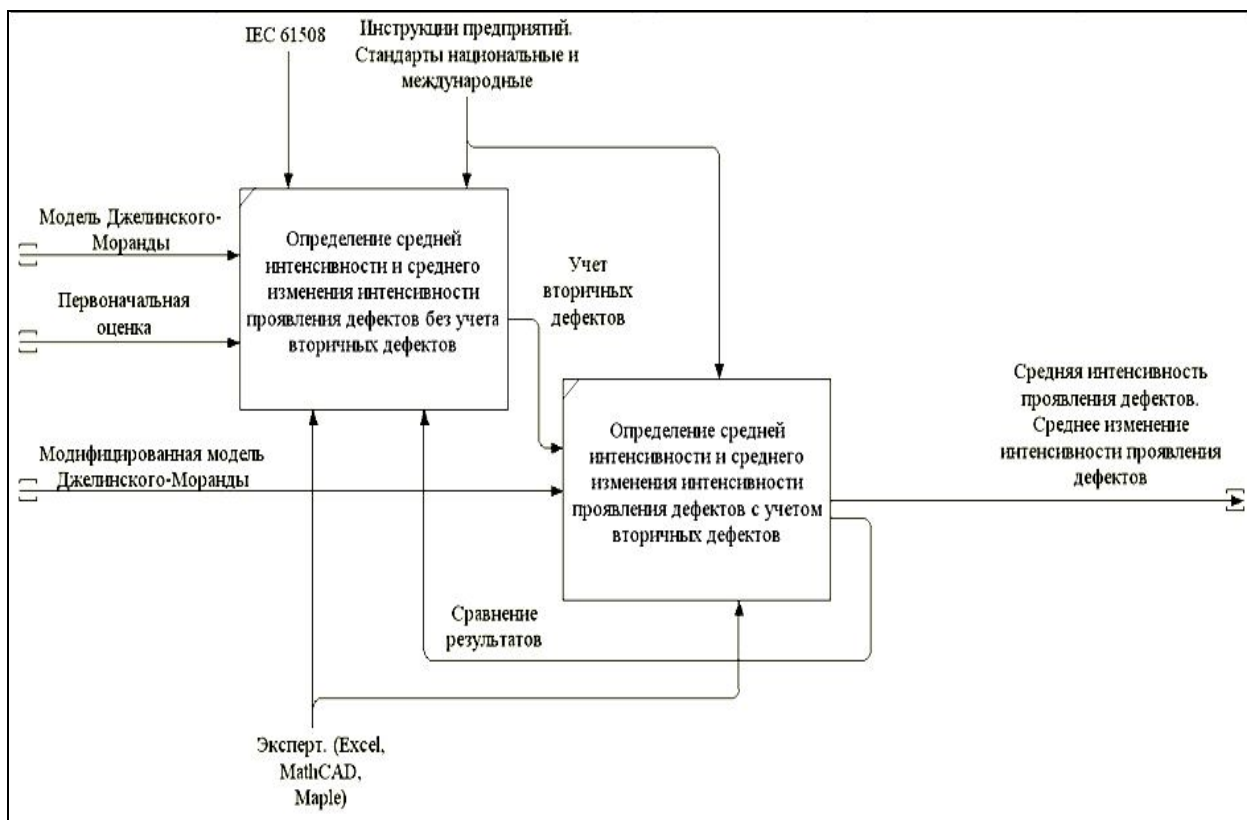 IEC 61508
Инструкции предприятий.
Стандарты национальные и
международные
Модель Джелинского-
Моранды
Первоначальная
оценка
Определение средней
интенсивности и среднего
изменения интенсивности
проявления дефектов без учета
вторичных дефектов
Учет
вторичных
дефектов
Модифицированная модель
Джелинского-Моранды
Определение средней
интенсивности и среднего
изменения интенсивности
проявления дефектов с учетом
вторичных дефектов
Средняя интенсивность
проявления дефектов.
Среднее изменение
интенсивности проявления
дефектов
Сравнение
результатов
Эксперт. (Excel,
MathCAD,
Maple)